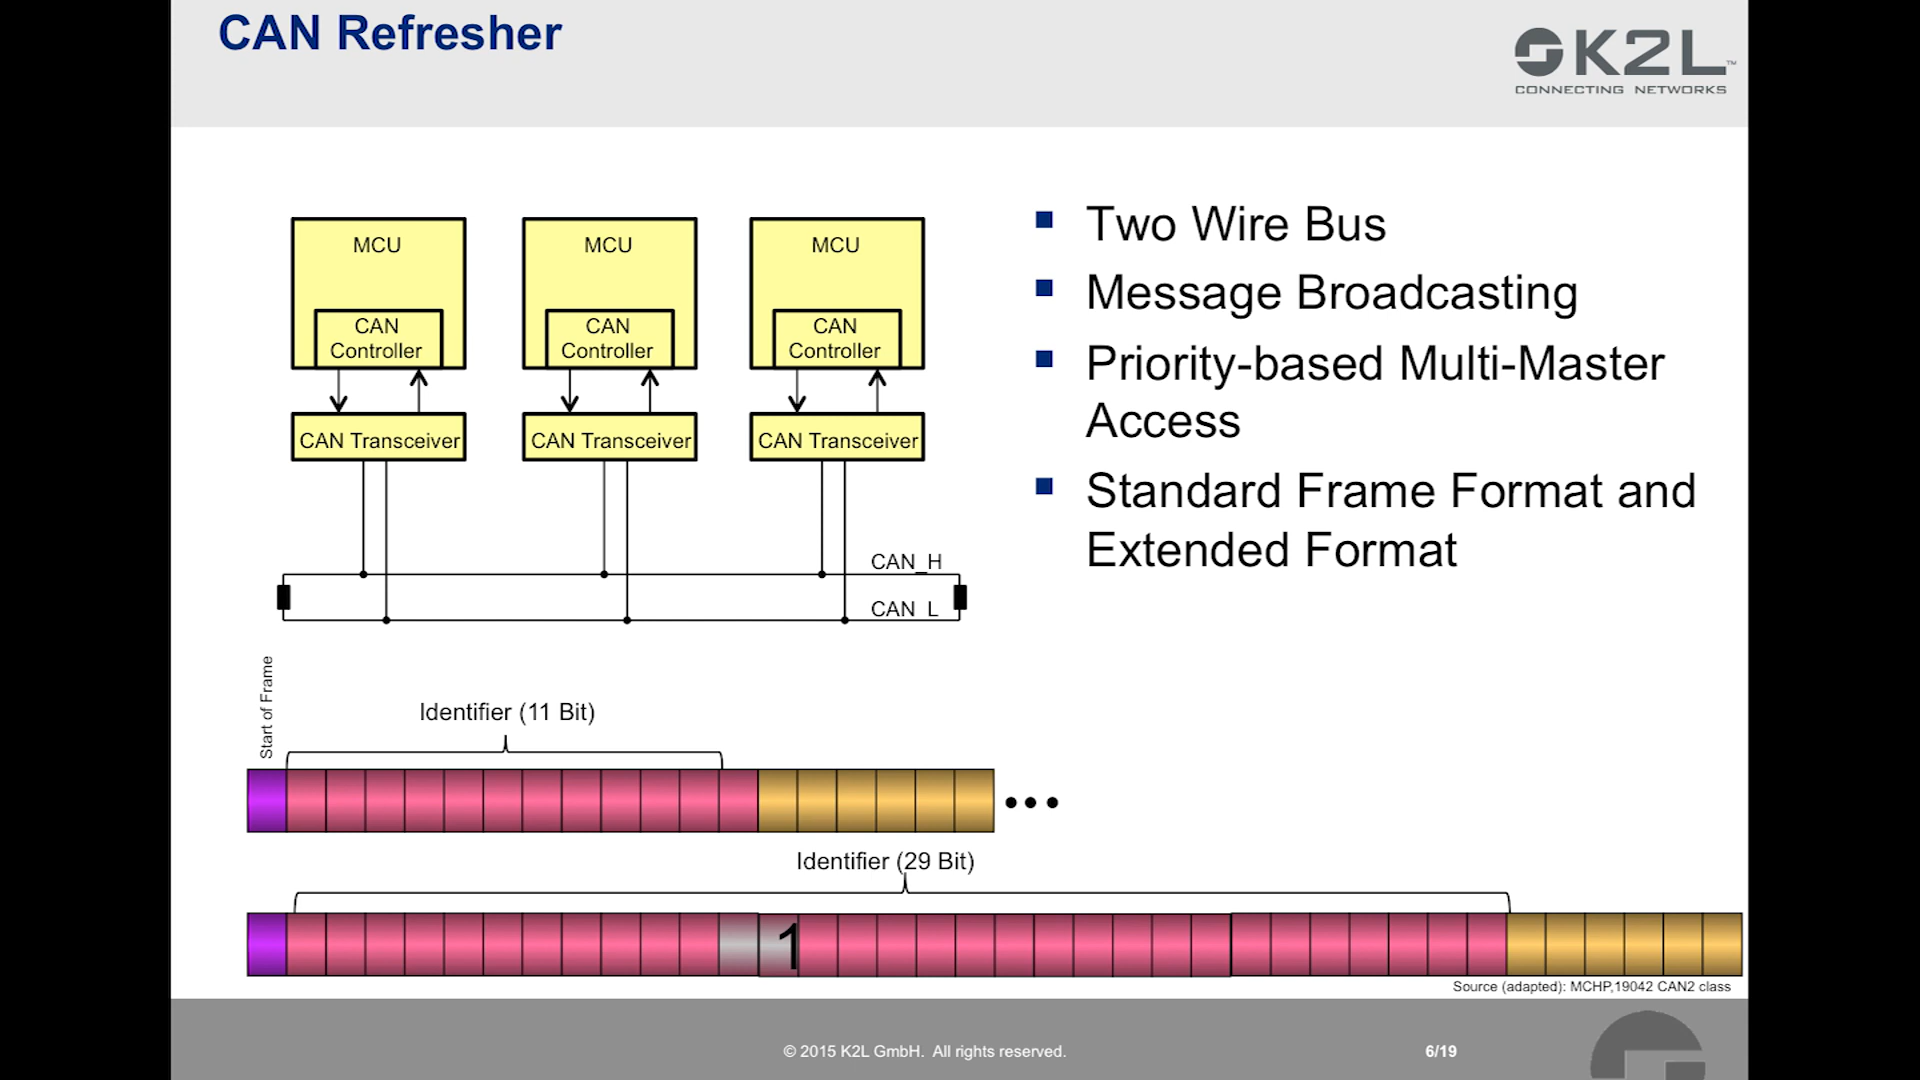 CAN Refresher
K2L™
CONNECTING NETWORKS
MCU
CAN
Controller
CAN Transceiver
MCU
CAN
Controller
CAN Transceiver
MCU
CAN
Controller
CAN Transceiver
CAN_H
CAN_L
Two Wire Bus
Message Broadcasting
Priority-based Multi-Master
Access
Standard Frame Format and
Extended Format
Start of Frame
Identifier (11 Bit)
•••
Identifier (29 Bit)
1
Source (adapted): MCHP,19042 CAN2 class
© 2015 K2L GmbH. All rights reserved.
6/19